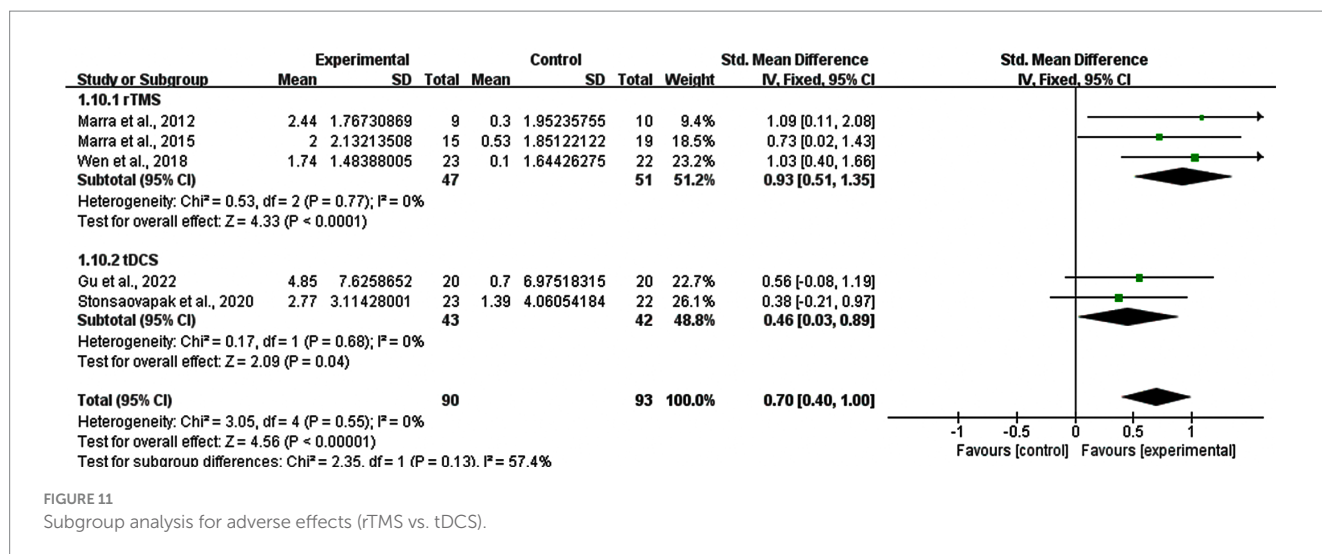 Experimental Control Std. Mean Difference Std. Mean Difference
Study or Subgroup Mean SD Total Mean SD Total Weight IV, Fixed, 95% CI IV, Fixed, 95% CI
1.10.1 rTMS
Marra et al., 2012 2.44 1.76730869 9 0.3 1.95235755 10 9.4% 1.09 [0.11, 2.08]
Marra et al., 2015 2 2.13213508 15 0.53 1.85122122 19 18.5% 0.73 [0.02, 1.43]
Wen et al., 2018 1.74 1.48388005 23 0.1 1.64426275 22 23.2% 1.03 [0.40, 1.66]
Subtotal (95% CI) 47 51 51.2% 0.93 [0.51, 1.35]
Heterogeneity: Chi² = 0.53, df = 2 (P = 0.77); I² = 0%
Test for overall effect: Z = 4.33 (P < 0.0001)
1.10.2 tDCS
Gu et al., 2022 4.85 7.6258652 20 0.7 6.97518315 20 22.7% 0.56 [-0.08, 1.19]
Stonsaovapak et al., 2020 2.77 3.11428001 23 1.39 4.06054184 22 26.1% 0.38 [-0.21, 0.97]
Subtotal (95% CI) 43 42 48.8% 0.46 [0.03, 0.89]
Heterogeneity: Chi² = 0.17, df = 1 (P = 0.68); I² = 0%
Test for overall effect: Z = 2.09 (P = 0.04)
Total (95% CI) 90 93 100.0% 0.70 [0.40, 1.00]
Heterogeneity: Chi² = 3.05, df = 4 (P = 0.55); I² = 0%
Test for overall effect: Z = 4.56 (P < 0.00001)
Test for subgroup differences: Chi² = 2.35, df = 1 (P = 0.13), I² = 57.4%
-1 -0.5 0 0.5 1
Favours [control] Favours [experimental]
FIGURE 11
Subgroup analysis for adverse effects (rTMS vs. tDCS).